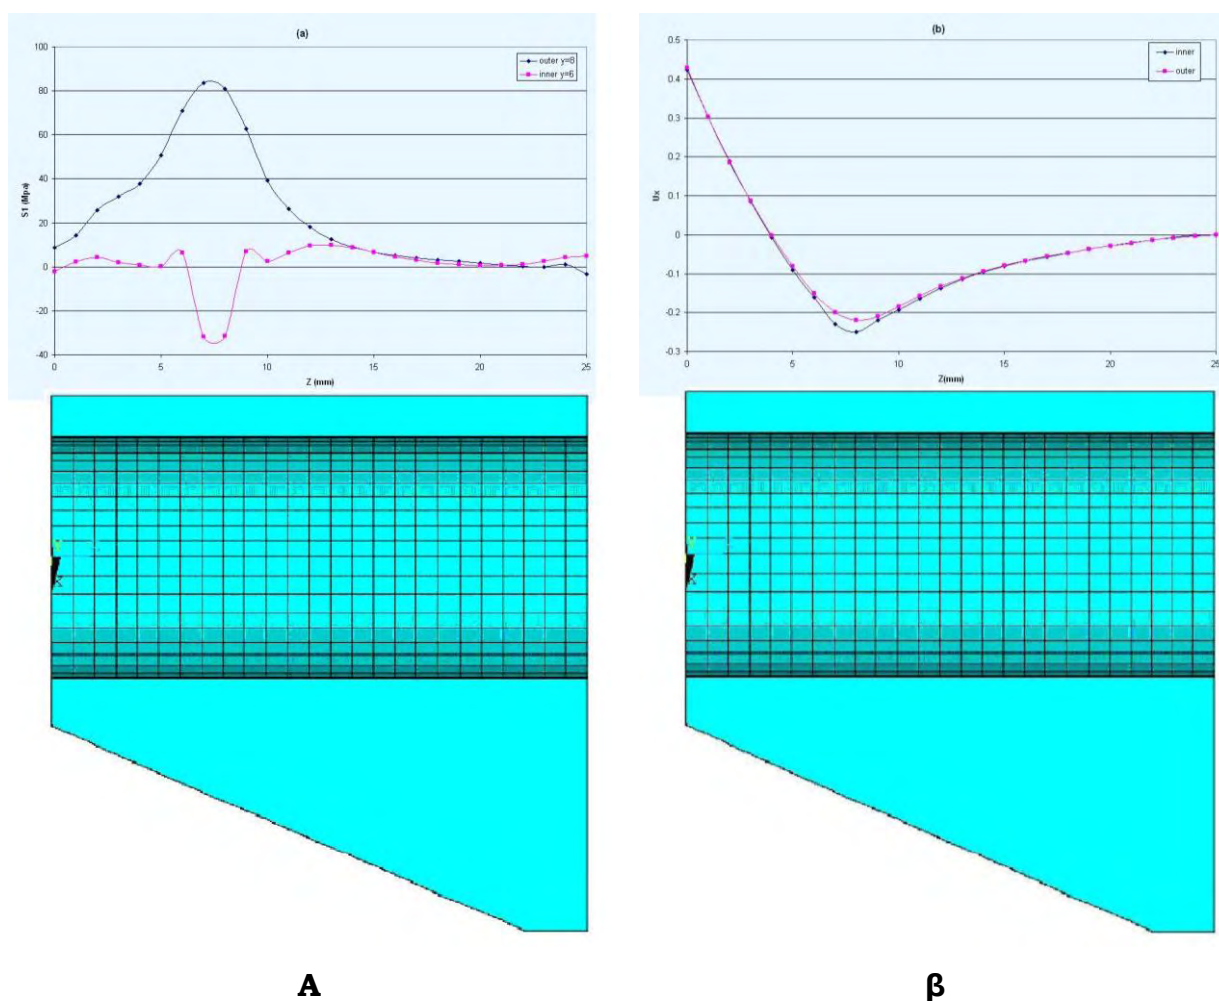 (a)
100
80
60
40
20
0
-20
-40
S1 (Mpa)
outer y=8
inner y=6
0 5 10 15 20 25
Z (mm)
(b)
0.5
0.4
0.3
0.2
0.1
0
-0.1
-0.2
-0.3
Ux
inner
outer
0 5 10 15 20 25
Z(mm)
X
X
A
β